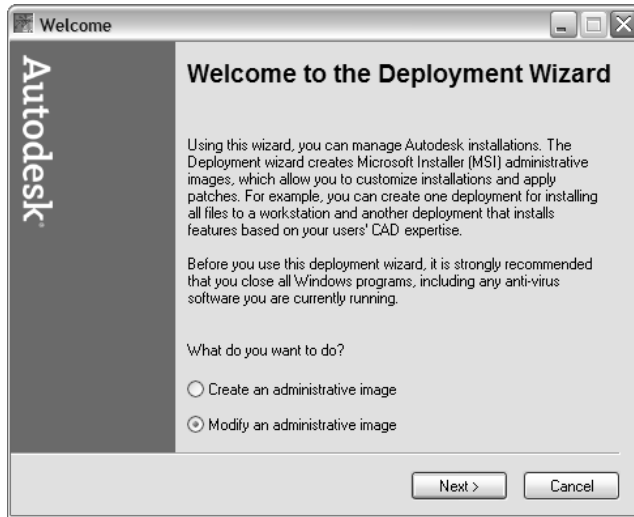 Welcome
Autodesk
Welcome to the Deployment Wizard
Using this wizard, you can manage Autodesk installations. The
Deployment wizard creates Microsoft Installer (MSI) administrative
images, which allow you to customize installations and apply
patches. For example, you can create one deployment for installing
all files to a workstation and another deployment that installs
features based on your users' CAD expertise.
Before you use this deployment wizard, it is strongly recommended
that you close all Windows programs, including any anti-virus
software you are currently running.
What do you want to do?
Create an administrative image
Modify an administrative image
Next >
Cancel